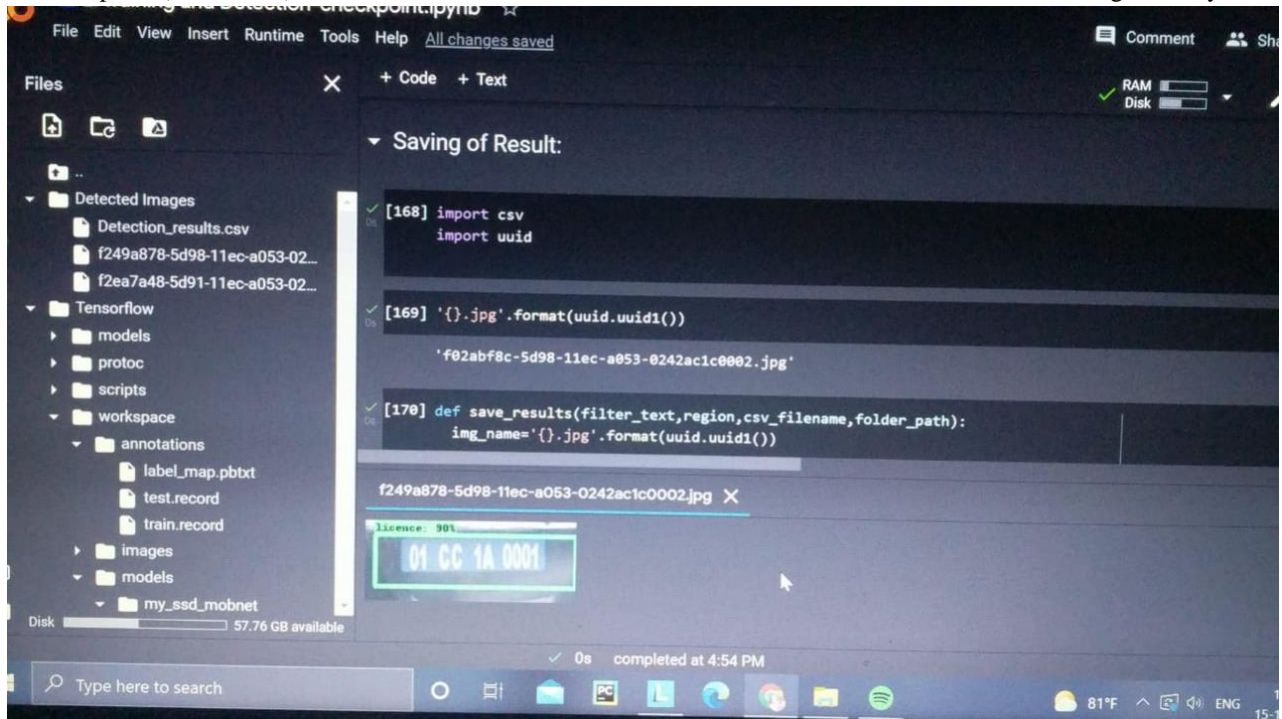 File Edit View Insert Runtime Tools Help All changes saved
Comment
Files
+ Code + Text
RAM
Disk
..
Detected Images
Detection_results.csv
f249a878-5d98-11ec-a053-02...
f2ea7a48-5d91-11ec-a053-02...
Tensorflow
models
protoc
scripts
workspace
annotations
label_map.pbtxt
test.record
train.record
images
models
my_ssd_mobnet
Disk 57.76 GB available
Saving of Result:
[168] import csv
import uuid
[169] '{}.jpg'.format(uuid.uuid1())
'f02abf8c-5d98-11ec-a053-0242ac1c0002.jpg'
[170] def save_results(filter_text,region,csv_filename,folder_path):
img_name='{}.jpg'.format(uuid.uuid1())
f249a878-5d98-11ec-a053-0242ac1c0002.jpg
licence: 90%
01 CC 1A 0001
0s completed at 4:54 PM
Type here to search
PC
L
81°F
ENG